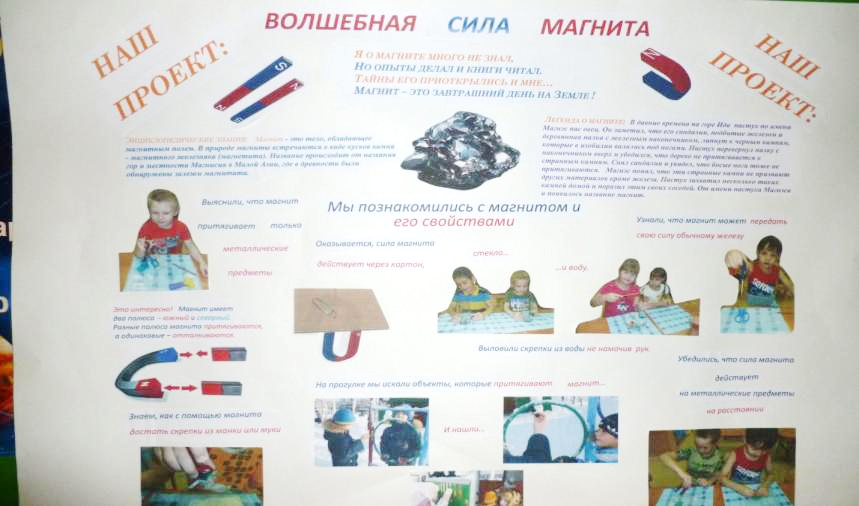 ВОЛШЕБНАЯ СИЛА МАГНИТА
НАШ
ПРОЕКТ:
НАШ
ПРОЕКТ:
Я О МАГНИТЕ МНОГО НЕ ЗНАЛ,
НО ОПЫТЫ ДЕЛАЛ И КНИГИ ЧИТАЛ.
ТАЙНЫ ЕГО ПРИОТКРЫЛИСЬ И МНЕ...
МАГНИТ – ЭТО ЗАВТРАШНИЙ ДЕНЬ НА ЗЕМЛЕ !
S
N
N
ЭНЦИКЛОПЕДИЧЕСКИЕ ЗНАНИЯ Магнит - это тело, обладающее
магнитным полем. В природе магниты встречаются в виде кусков камня
– магнитного железняка (магнетита). Название происходит от названия
гор и местности Магнисия в Малой Азии, где в древности были
обнаружены залежи магнетита.
ЛЕГЕНДА О МАГНИТЕ! В давние времена на горе Иде пастух по имени
Магнес пас овец. Он заметил, что его сандалии, подбитые железом и
деревянная палка с железным наконечником, липнут к черным камням,
которые в изобилии валялись под ногами. Пастух перевернул палку с
наконечником вверх и убедился, что дерево не притягивается к
странным камням. Снял сандалии и увидел, что босые ноги тоже не
притягиваются. Магнес понял, что эти странные камни не признают
других материалов кроме железа. Пастух захватил несколько таких
камней домой и поразил этим своих соседей. От имени пастуха Магнеса
и появилось название магнит.
Мы познакомились с магнитом и
его свойствами
Выяснили, что магнит
притягивает только
металлические
предметы
Оказывается, сила магнита
действует через картон,
стекло...
...и воду.
Узнали, что магнит может передать
свою силу обычному железу
Это интересно! Магнит имеет
два полюса – южный и северный.
Разные полюса магнита притягиваются,
а одинаковые – отталкиваются.
Выловили скрепки из воды не намочив рук.
Убедились, что сила магнита
действует
на металлические предметы
на расстоянии
На прогулке мы искали объекты, которые притягивают магнит...
И нашли...
Знаем, как с помощью магнита
достать скрепки из манки или муки